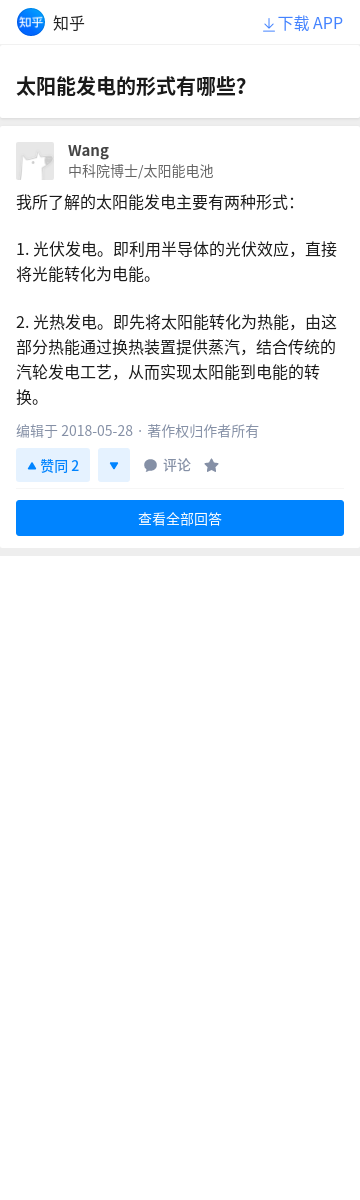 知乎 知乎 下载 APP
太阳能发电的形式有哪些？
Wang
中科院博士/太阳能电池
我所了解的太阳能发电主要有两种形式：
1. 光伏发电。即利用半导体的光伏效应，直接
将光能转化为电能。
2. 光热发电。即先将太阳能转化为热能，由这
部分热能通过换热装置提供蒸汽，结合传统的
汽轮发电工艺，从而实现太阳能到电能的转
换。
编辑于 2018-05-28 · 著作权归作者所有
赞同 2 评论
查看全部回答